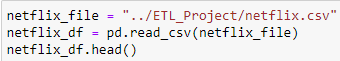 netflix_file = "../ETL_Project/netflix.csv"
netflix_df = pd.read_csv(netflix_file)
netflix_df.head()